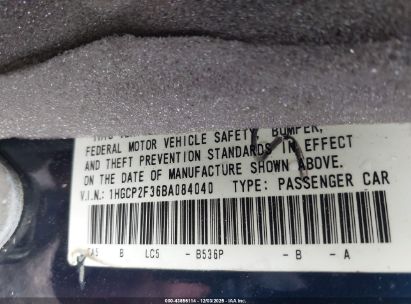 FEDERAL MOTOR VEHICLE SAFETY, BUMPER,
AND THEFT PREVENTION STANDARDS IN EFFECT
ON THE DATE OF MANUFACTURE SHOWN ABOVE.
V.I.N.: 1HGCP2F36BA084040 TYPE: PASSENGER CAR
B LC5 - B536P - B - A